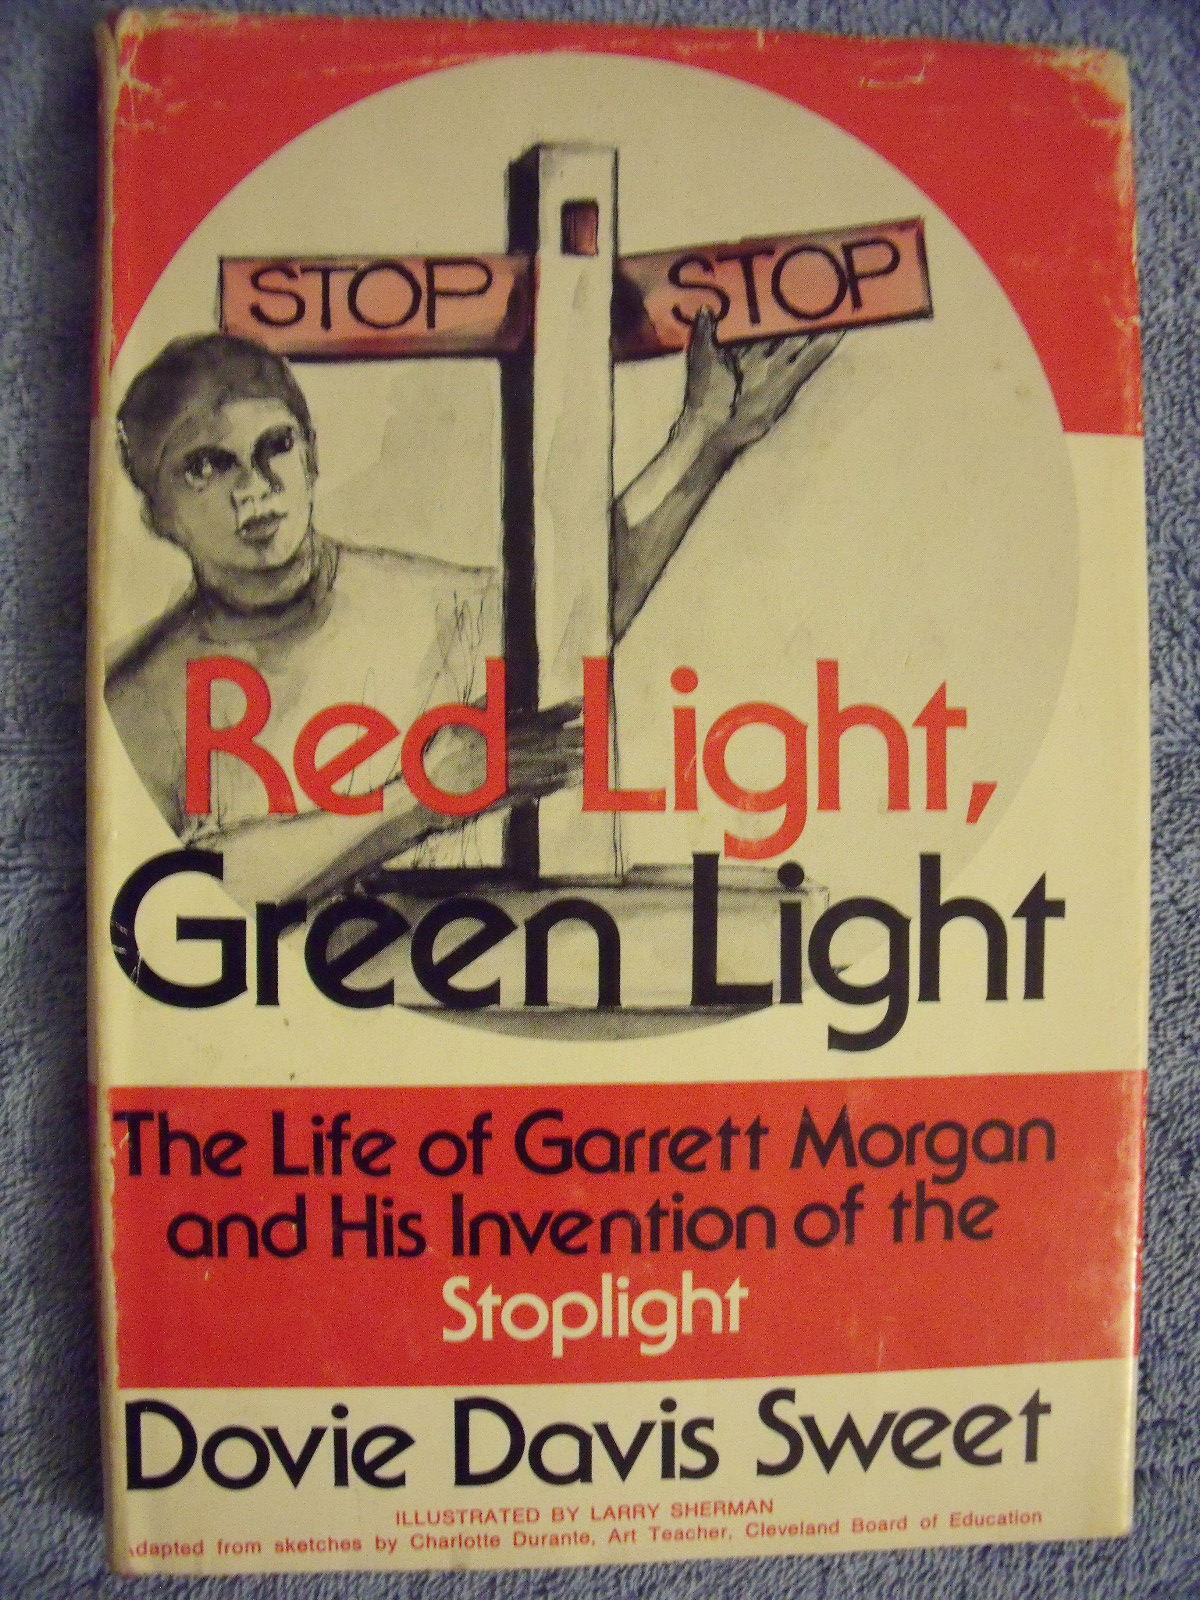 STOP STOP
Red Light,
Green Light
The Life of Garrett Morgan
and His Invention of the
Stoplight
Dovie Davis Sweet
ILLUSTRATED BY LARRY SHERMAN
Adapted from sketches by Charlotte Durante, Art Teacher, Cleveland Board of Education